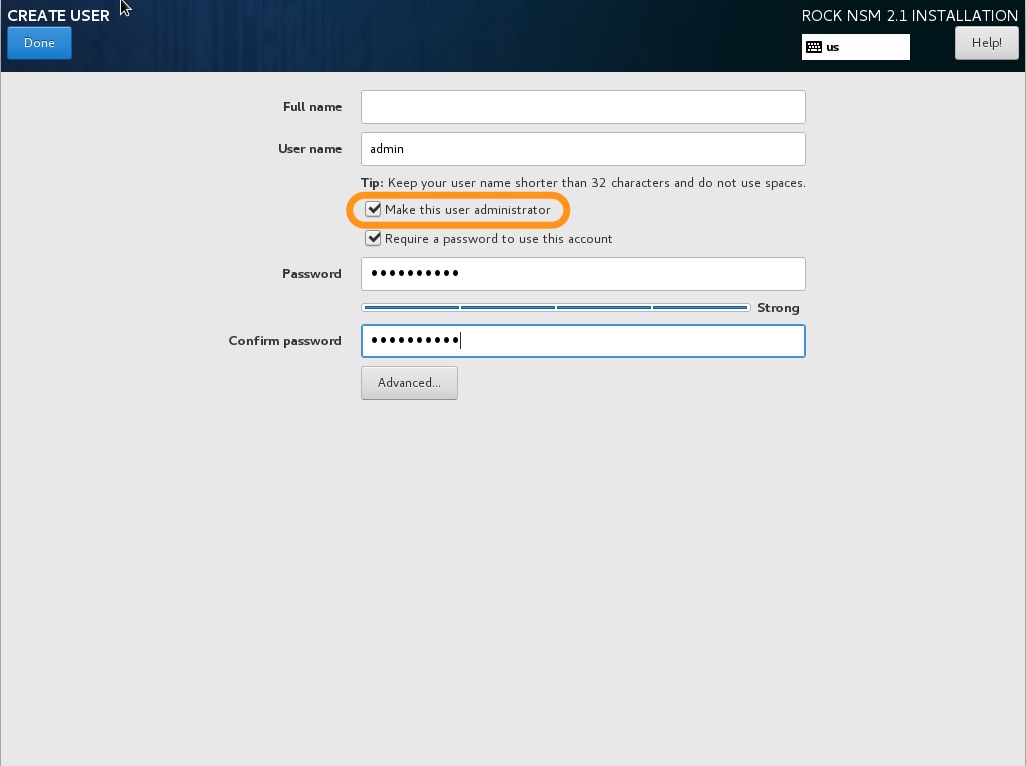 CREATE USER
ROCK NSM 2.1 INSTALLATION
Done
us
Help!
Full name
User name
admin
Tip: Keep your user name shorter than 32 characters and do not use spaces.
Make this user administrator
Require a password to use this account
Password
●●●●●●●●●●
Strong
Confirm password
●●●●●●●●●●
Advanced...